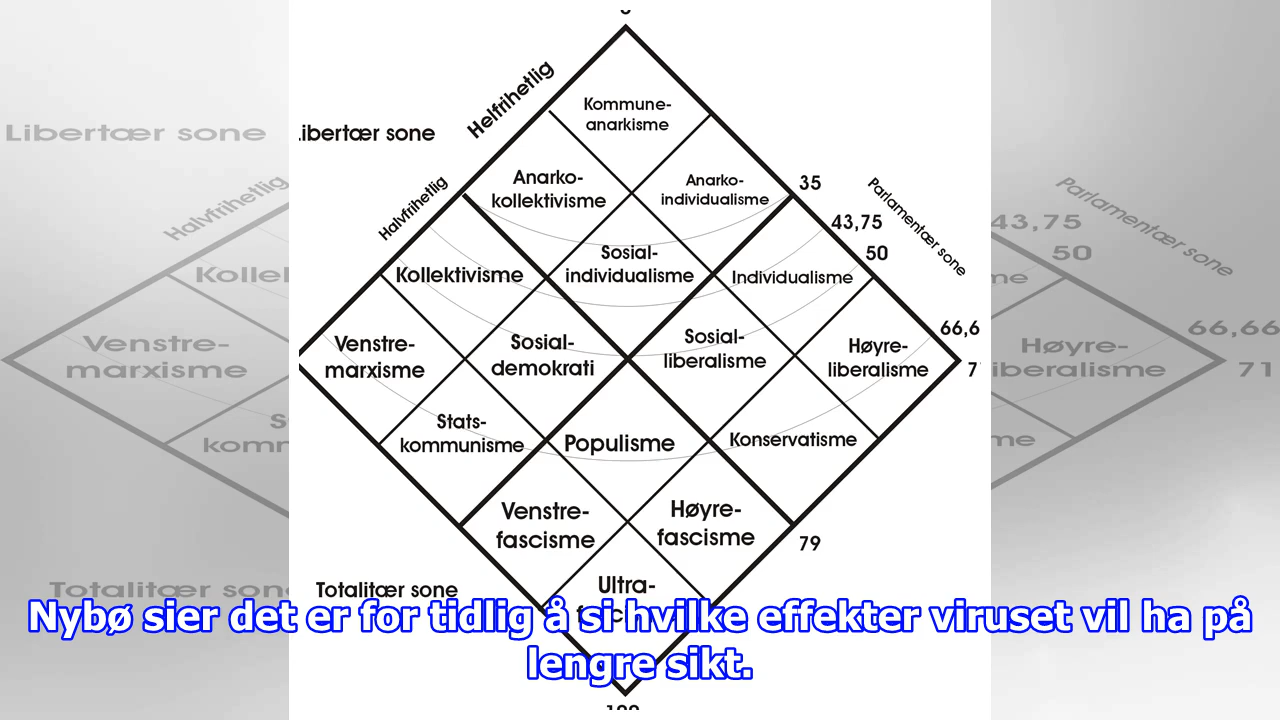 Kommune-
anarkisme
Helfrihetlig
Libertær sone
Anarko-
kollektivisme
Anarko-
individualisme
35
Halvfrihetlig
Parlamentær sone
43,75
50
Sosial-
individualisme
Kollektivisme
Individualisme
66,66
Venstre-
marxisme
Sosial-
demokrati
Sosial-
liberalisme
Høyre-
liberalisme
71
Stats-
kommunisme
Populisme
Konservatisme
Venstre-
fascisme
Høyre-
fascisme
79
Totalitær sone
Ultra-
Nybø sier det er for tidlig å si hvilke effekter viruset vil ha på
lengre sikt.